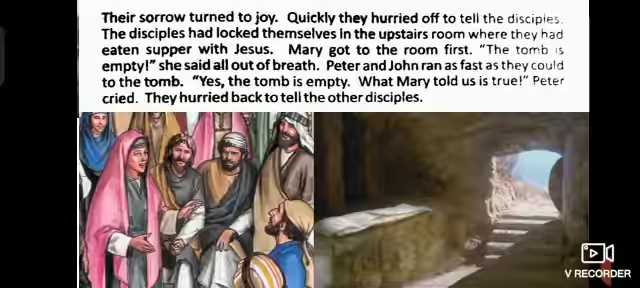 Their sorrow turned to joy. Quickly they hurried off to tell the disciples.
The disciples had locked themselves in the upstairs room where they had
eaten supper with Jesus. Mary got to the room first. "The tomb is
empty!" she said all out of breath. Peter and John ran as fast as they could
to the tomb. "Yes, the tomb is empty. What Mary told us is true!" Peter
cried. They hurried back to tell the other disciples.
V RECORDER